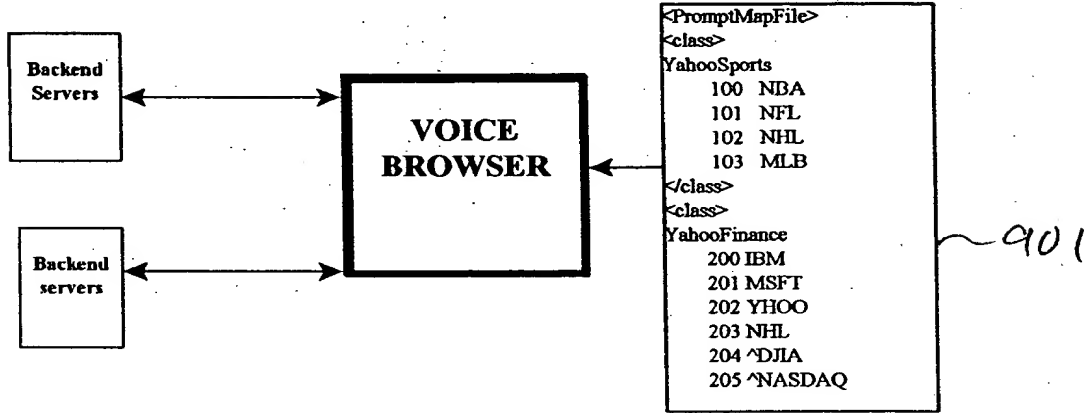 Backend
Servers
Backend
servers
VOICE
BROWSER
<PromptMapFile>
<class>
YahooSports
100 NBA
101 NFL
102 NHL
103 MLB
</class>
<class>
YahooFinance
200 IBM
201 MSFT
202 YHOO
203 NHL
204 ^DJIA
205 ^NASDAQ
901